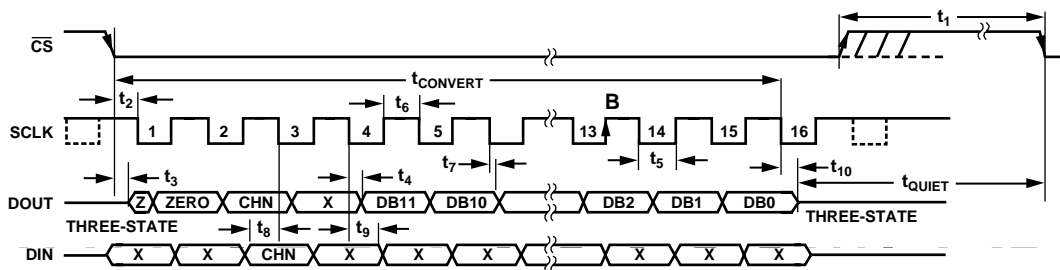 t1
CS
tCONVERT
t2 t6 B
SCLK 1 2 3 4 5 13 14 15 16
t7 t5 t10
t3 t4 tQUIET
DOUT Z ZERO CHN X DB11 DB10 DB2 DB1 DB0
THREE-STATE t8 t9 THREE-STATE
DIN X X CHN X X X X X X